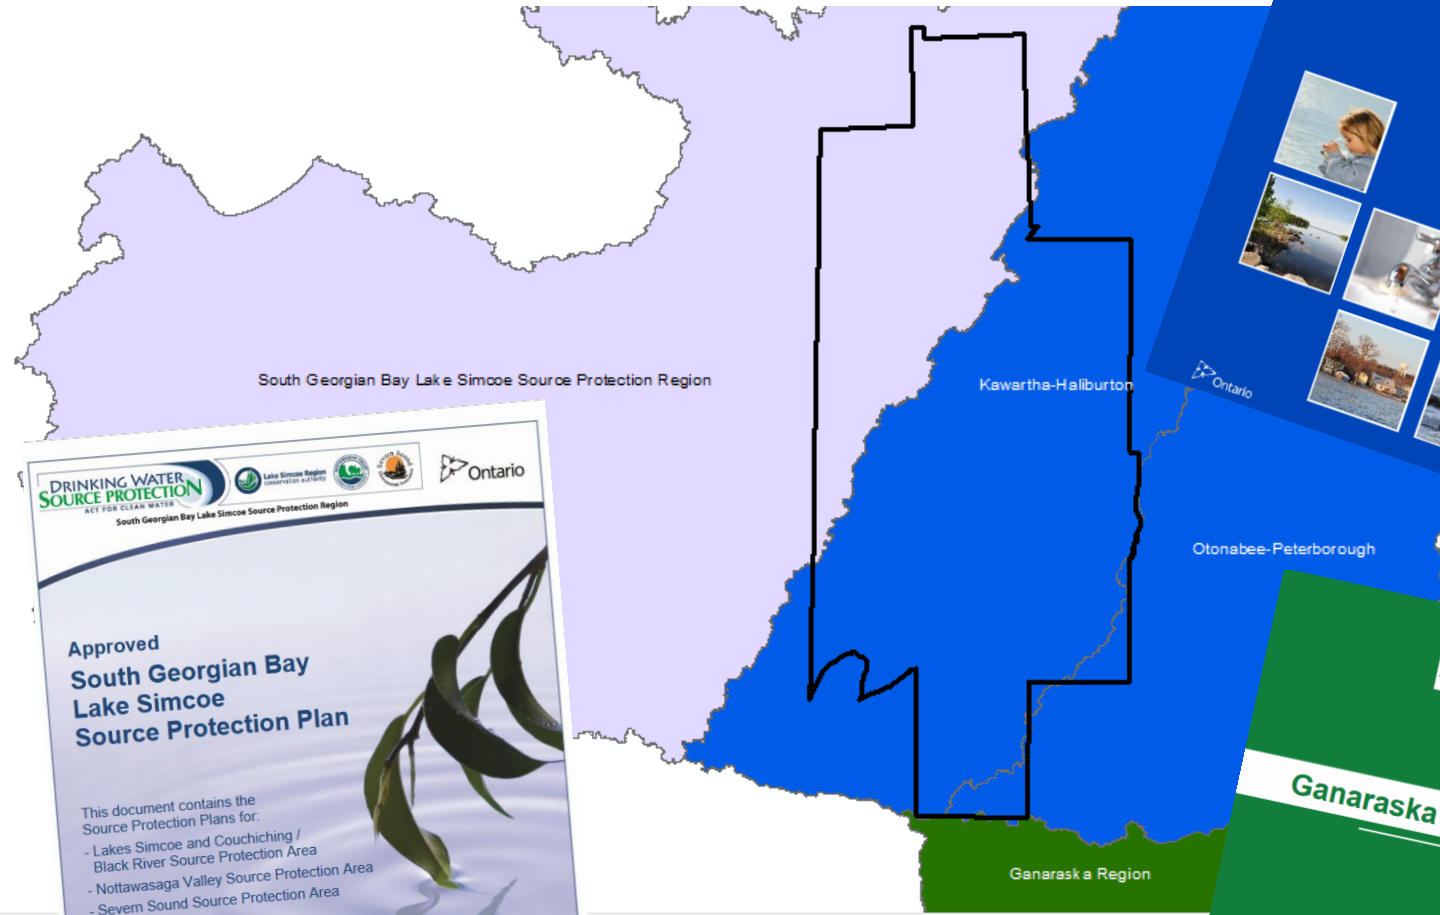 South Georgian Bay Lake Simcoe Source Protection Region
Kawartha-Haliburton
Otonabee-Peterborough
Ganaraska Region
DRINKING WATER
SOURCE PROTECTION
ACT FOR CLEAN WATER
Lake Simcoe Region
conservation authority
Severn Sound
Ontario
South Georgian Bay Lake Simcoe Source Protection Region
Approved
South Georgian Bay
Lake Simcoe
Source Protection Plan
This document contains the
Source Protection Plans for:
- Lakes Simcoe and Couchiching /
Black River Source Protection Area
- Nottawasaga Valley Source Protection Area
- Severn Sound Source Protection Area
Ontario
Ganaraska